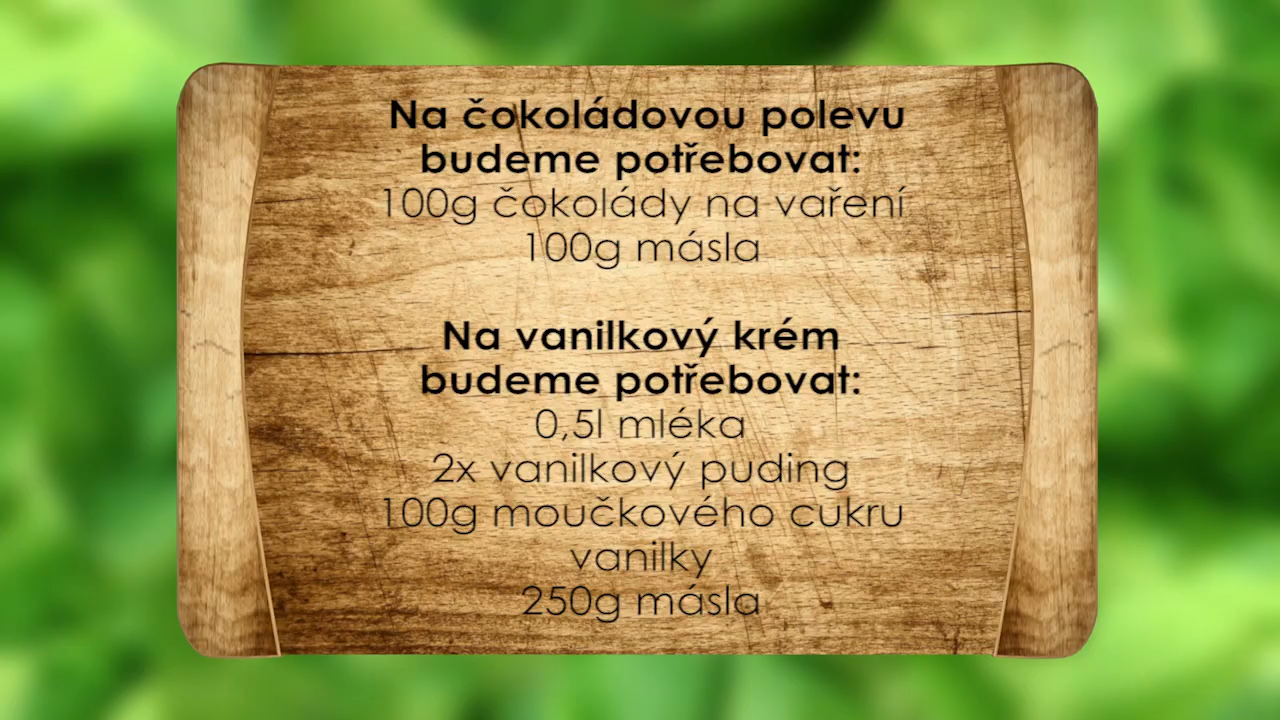 Na čokoládovou polevu
budeme potřebovat:
100g čokolády na vaření
100g másla
Na vanilkový krém
budeme potřebovat:
0,5l mléka
2x vanilkový puding
100g moučkového cukru
vanilky
250g másla